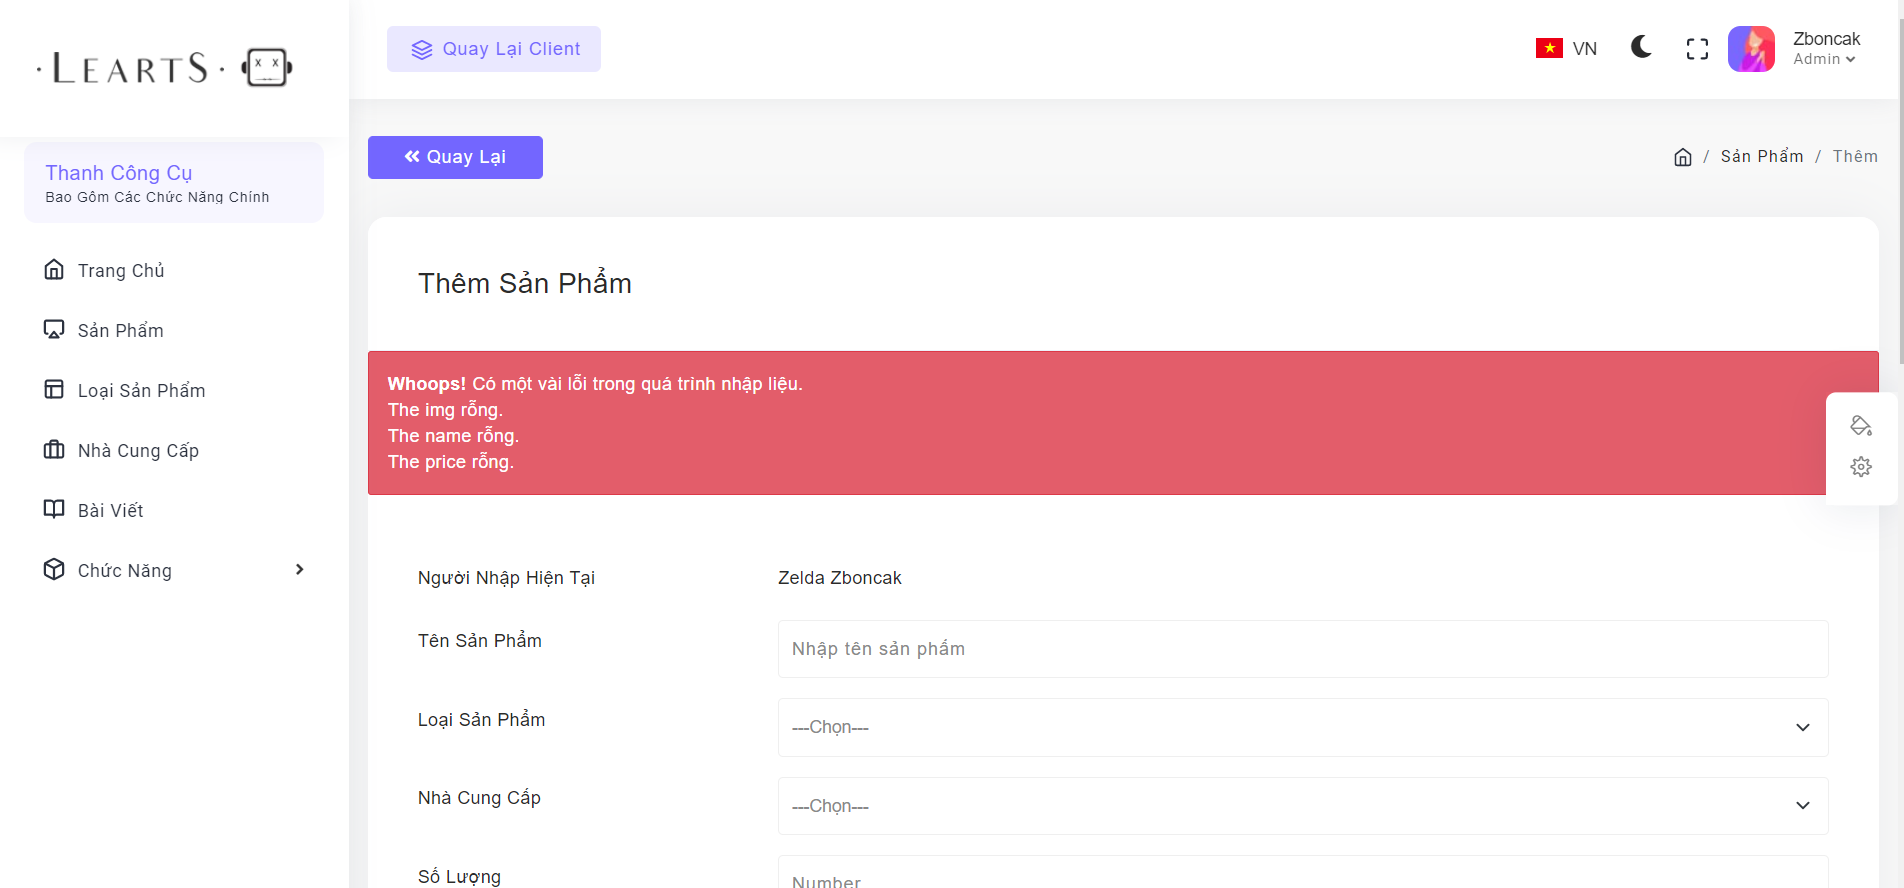 · LEARTS ·
Quay Lại Client
VN
Zboncak
Admin
Thanh Công Cụ
Bao Gôm Các Chức Năng Chính
Trang Chủ
Sản Phẩm
Loại Sản Phẩm
Nhà Cung Cấp
Bài Viết
Chức Năng
Quay Lại
/ Sản Phẩm / Thêm
Thêm Sản Phẩm
Whoops! Có một vài lỗi trong quá trình nhập liệu.
The img rỗng.
The name rỗng.
The price rỗng.
Người Nhập Hiện Tại
Zelda Zboncak
Tên Sản Phẩm
Nhập tên sản phẩm
Loại Sản Phẩm
---Chọn---
Nhà Cung Cấp
---Chọn---
Số Lượng
Number